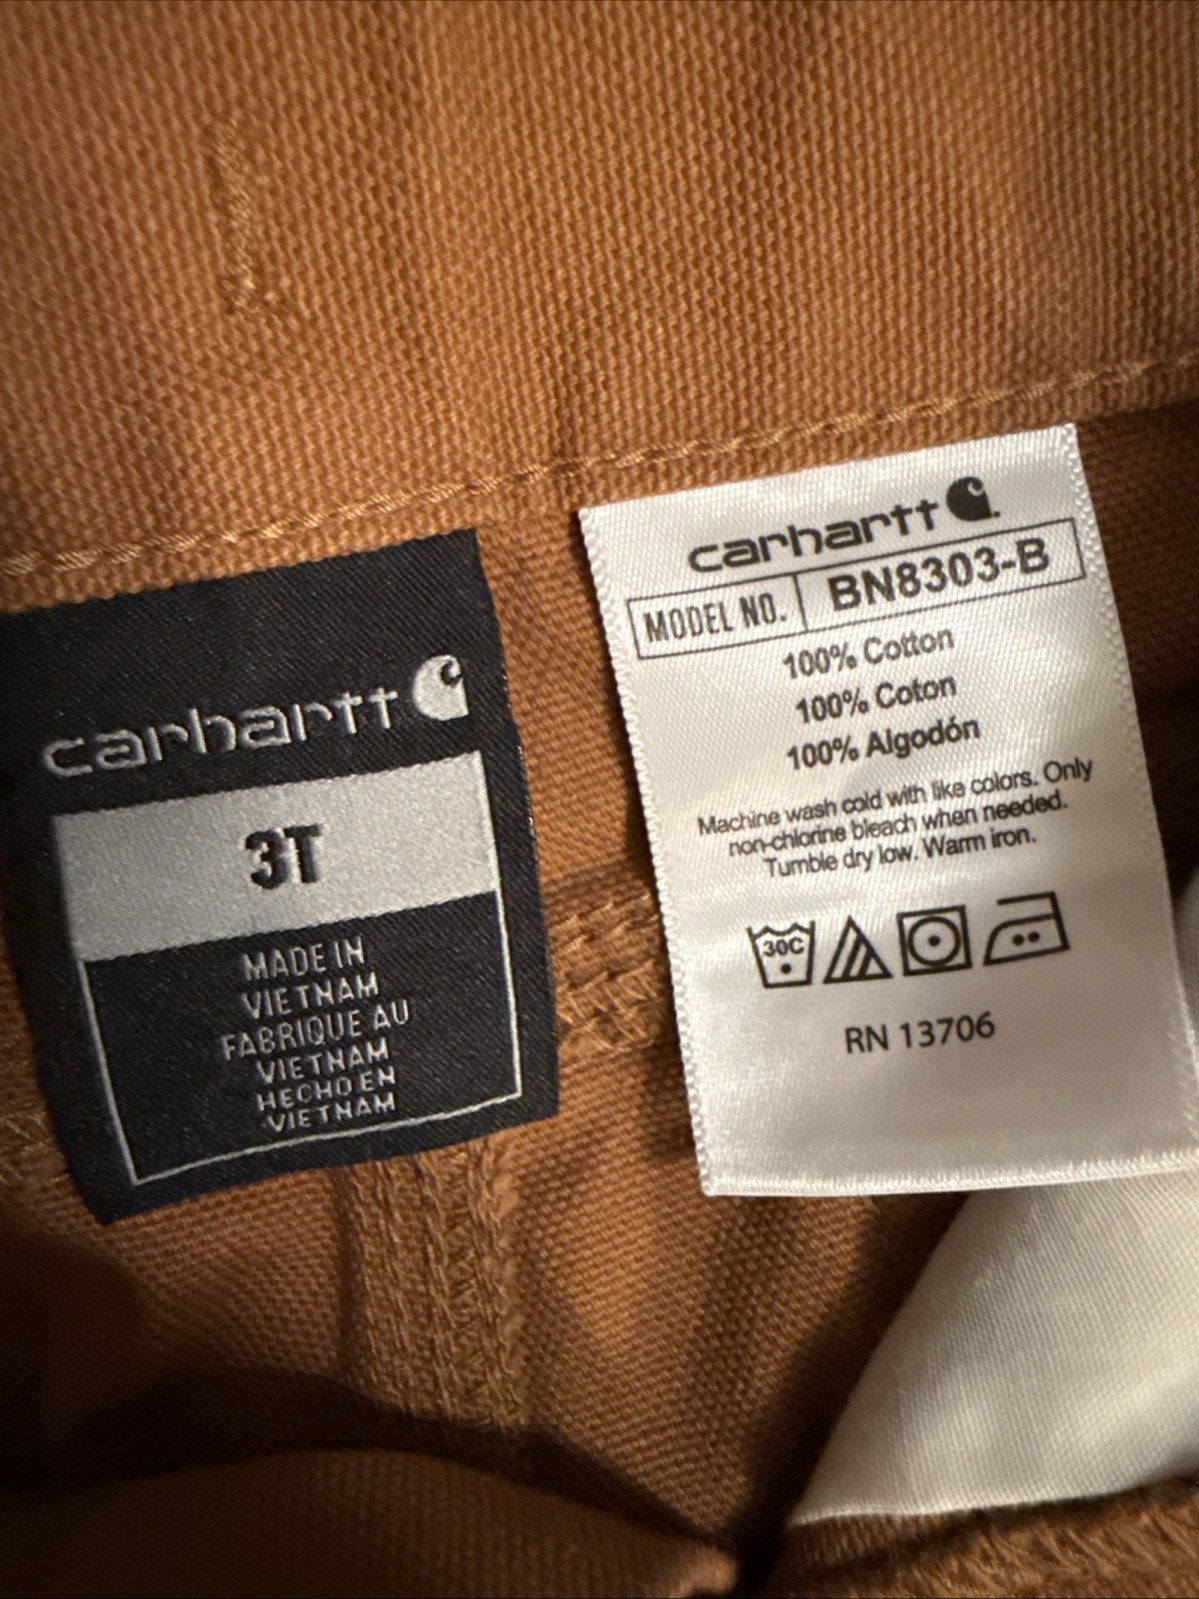 carhartt
3T
MADE IN
VIETNAM
FABRIQUE AU
VIETNAM
HECHO EN
VIETNAM
carhartt
MODEL NO. BN8303-B
100% Cotton
100% Coton
100% Algodón
Machine wash cold with like colors. Only
non-chlorine bleach when needed.
Tumble dry low. Warm iron.
30C
RN 13706